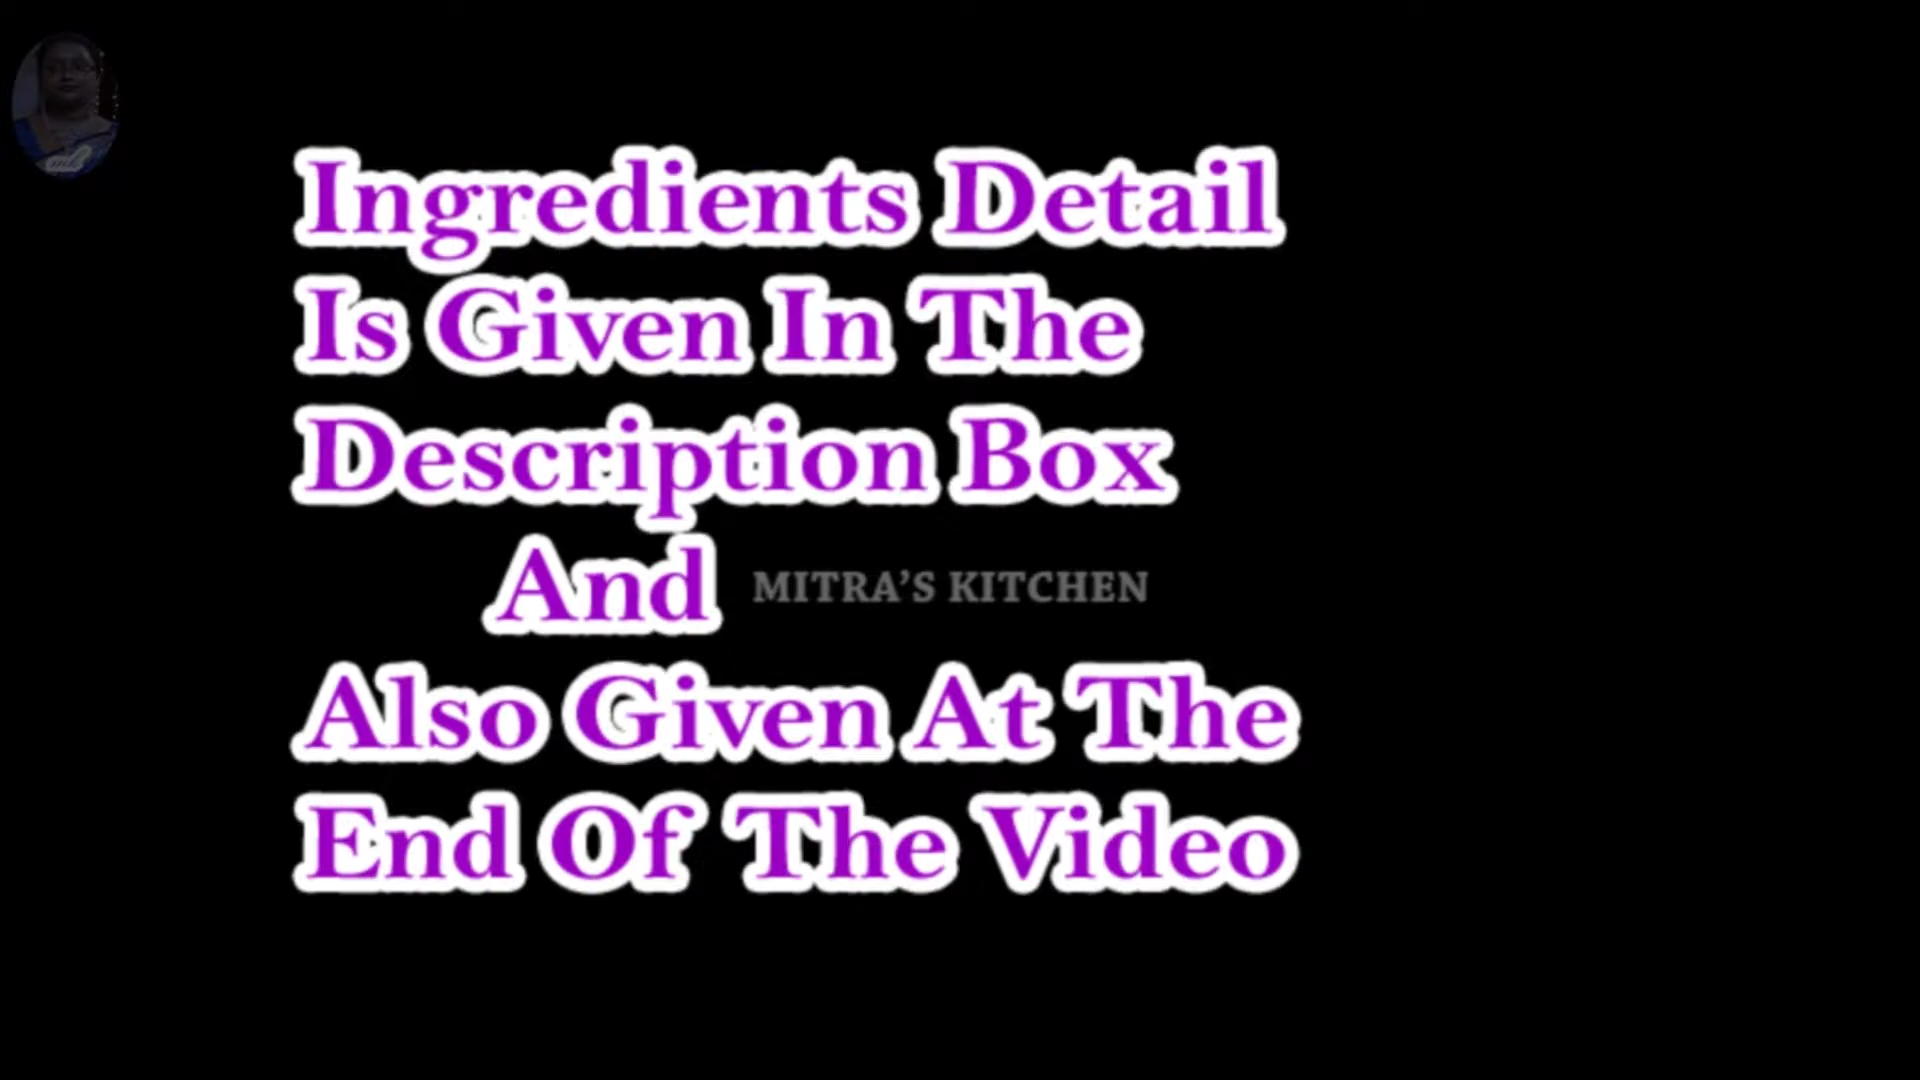 Ingredients Detail
Is Given In The
Description Box
And
MITRA'S KITCHEN
Also Given At The
End Of The Video